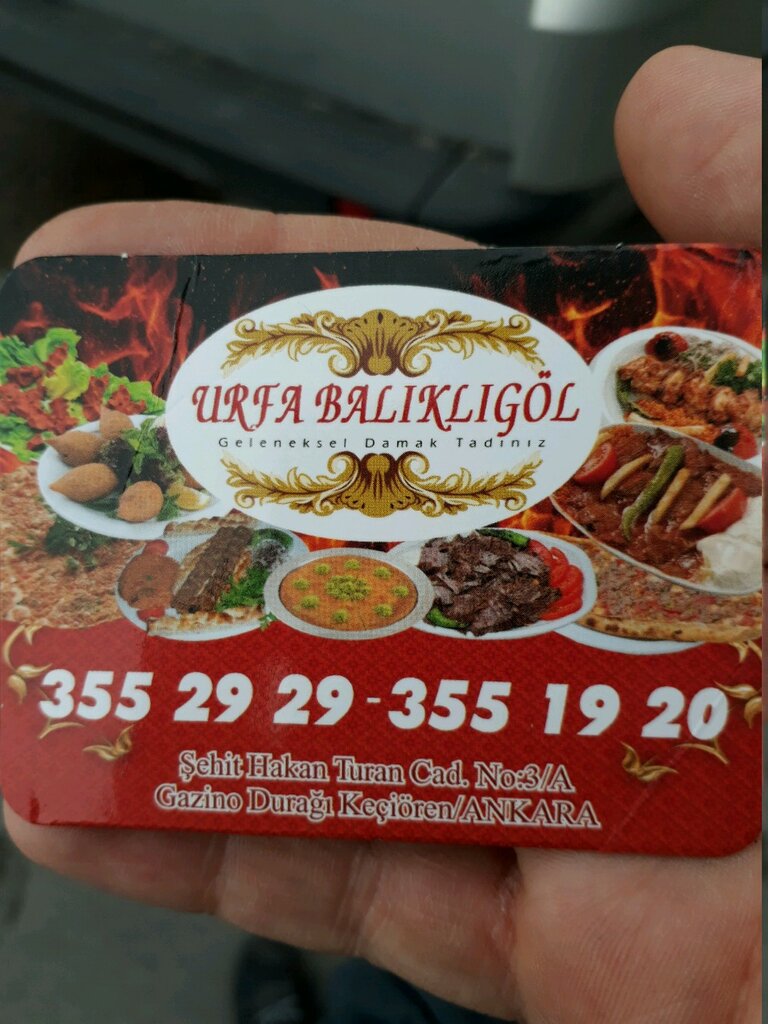 URFA BALIKLIGÖL
Geleneksel Damak Tadınız
355 29 29 - 355 19 20
Şehit Hakan Turan Cad. No:3/A
Gazino Durağı Keçiören/ANKARA